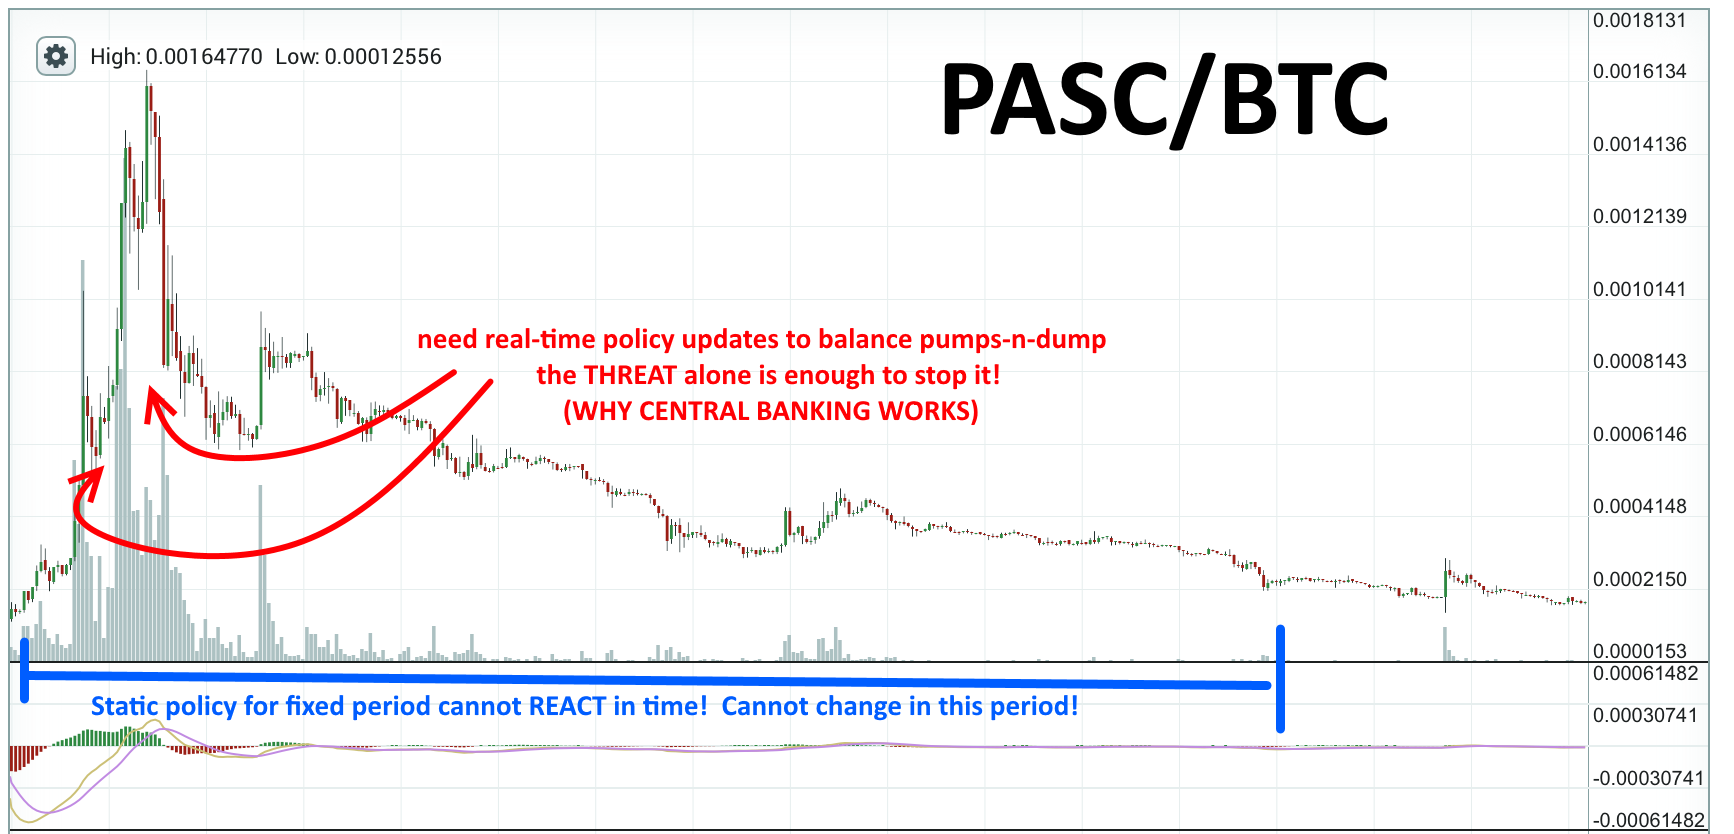 High: 0.00164770 Low: 0.00012556
PASC/BTC
0.0018131
0.0016134
0.0014136
0.0012139
0.0010141
0.0008143
0.0006146
0.0004148
0.0002150
0.0000153
need real-time policy updates to balance pumps-n-dump
the THREAT alone is enough to stop it!
(WHY CENTRAL BANKING WORKS)
Static policy for fixed period cannot REACT in time! Cannot change in this period!
0.00061482
0.00030741
-0.00030741
-0.00061482